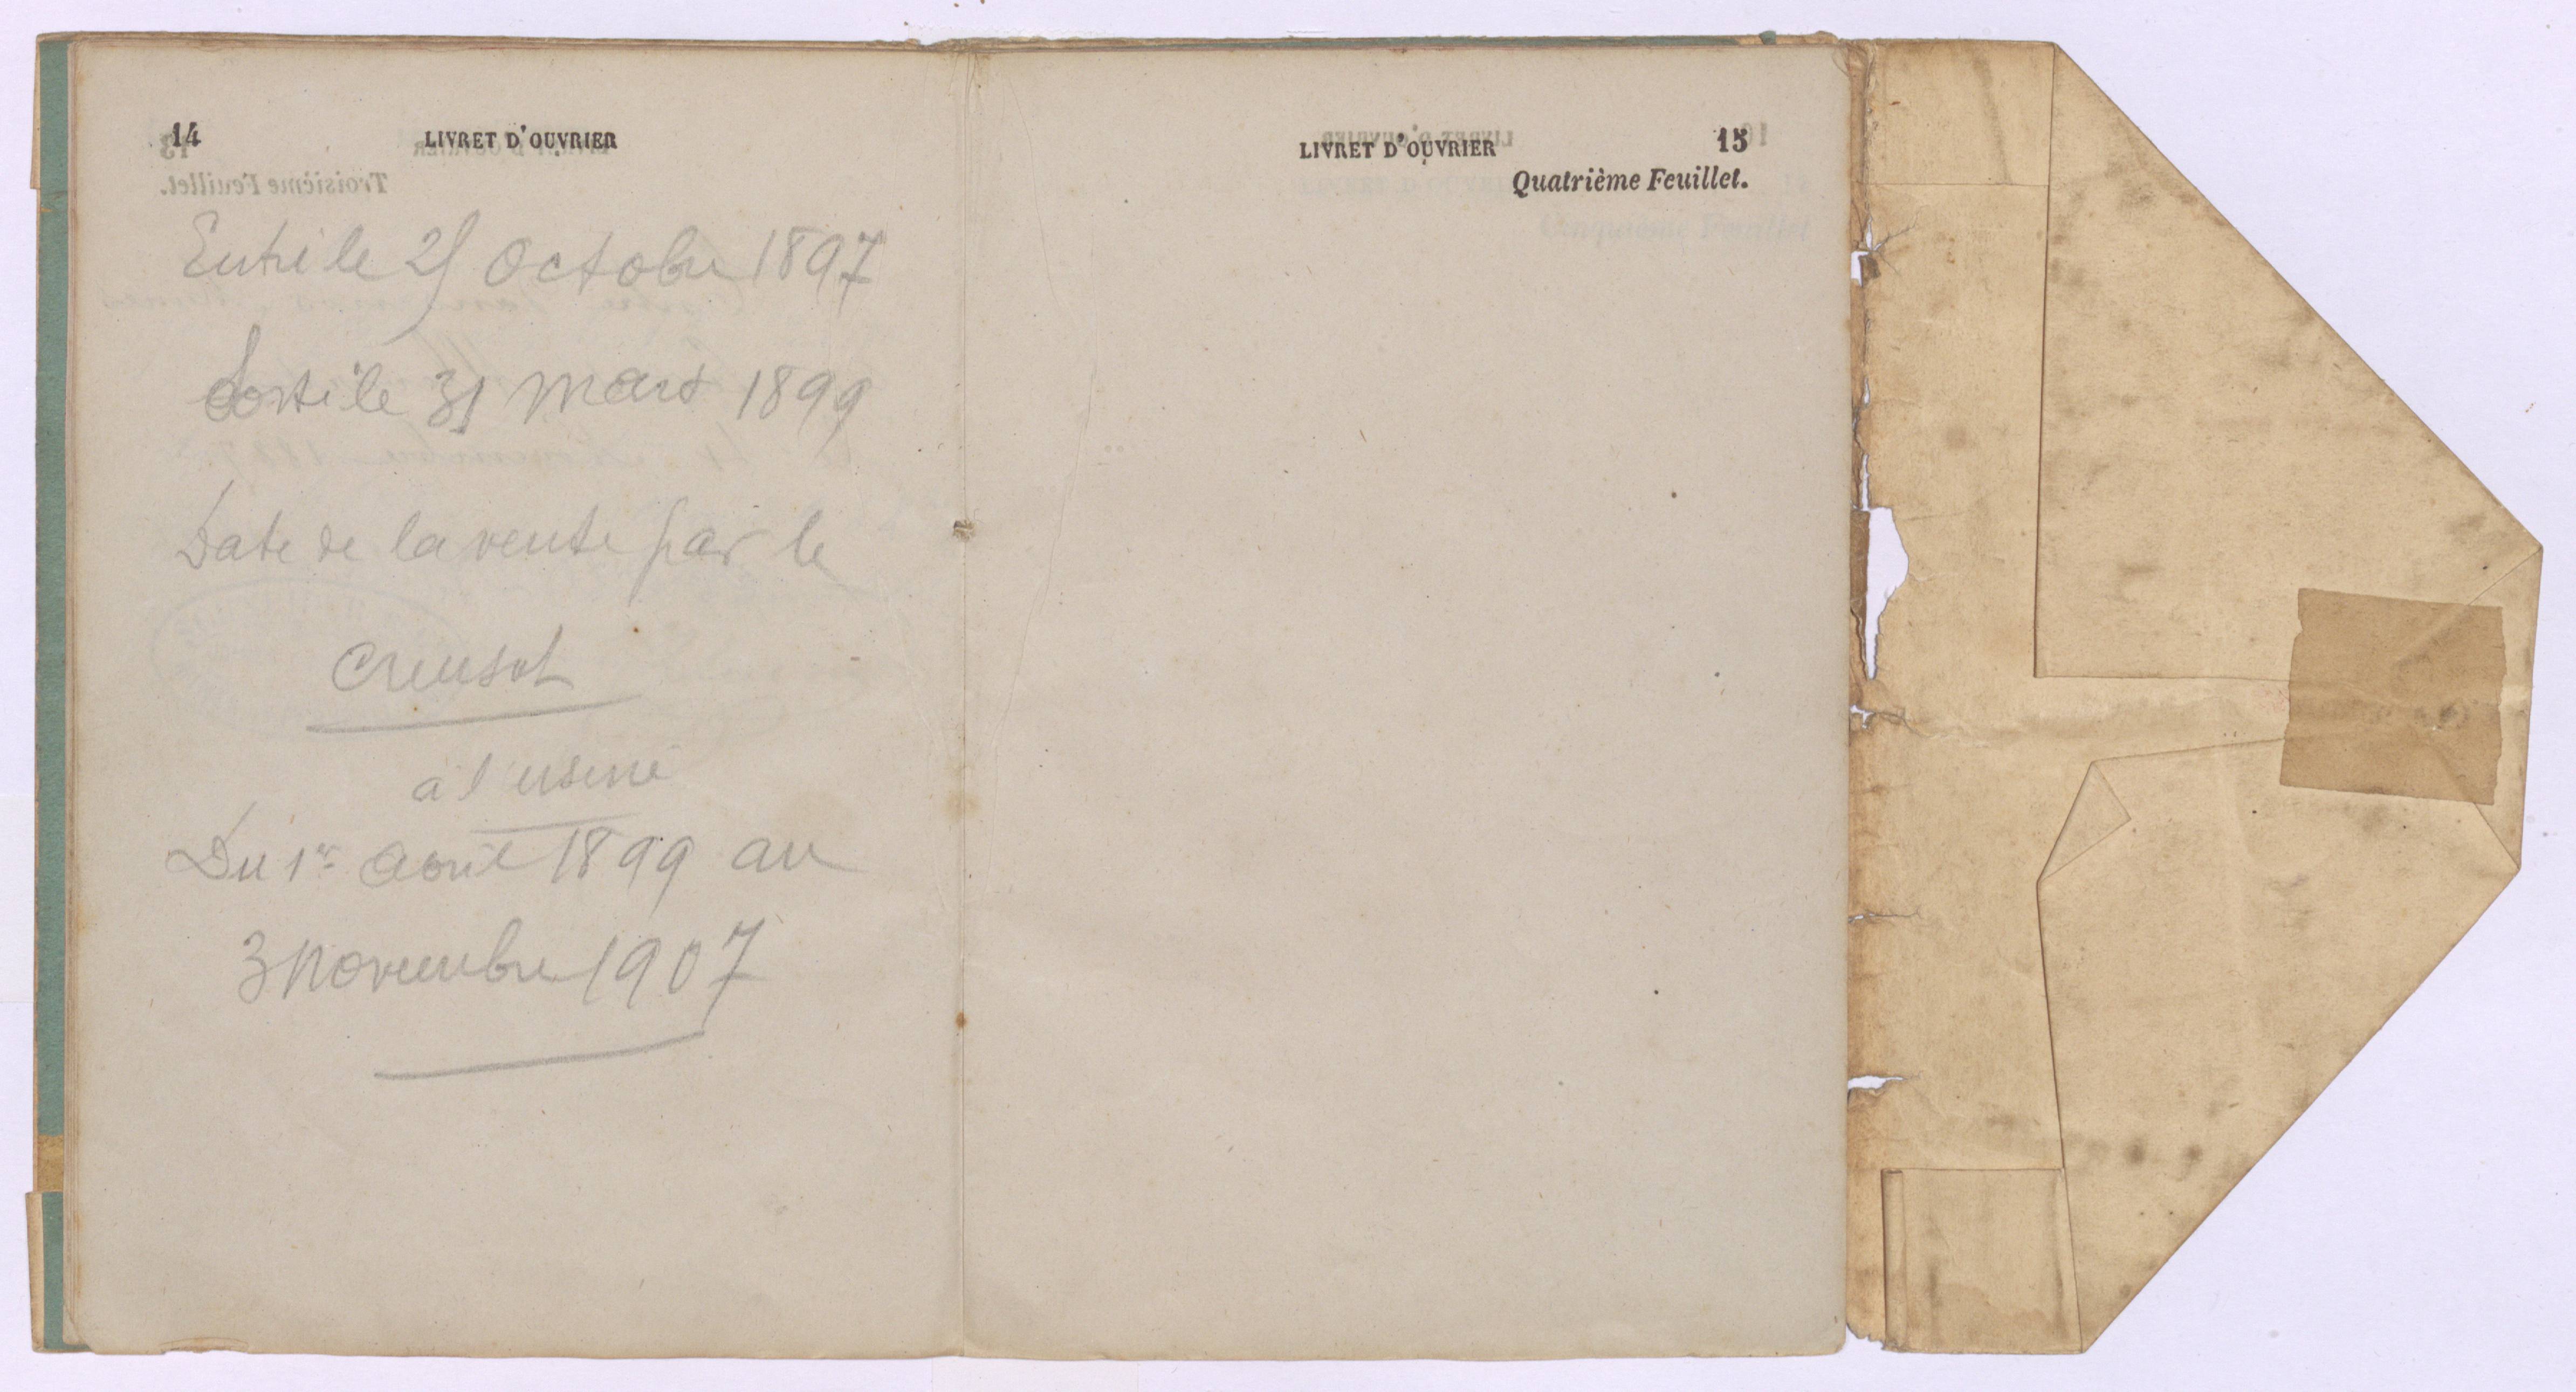 14
LIVRET D'OUVRIER
Entré le 25 Octobre 1897
Sorti le 31 Mars 1899
Date de la vente par le
Creusot
à l'usine
Du 1er Août 1899 au
3 Novembre 1907
LIVRET D'OUVRIER
15
Quatrième Feuillet.